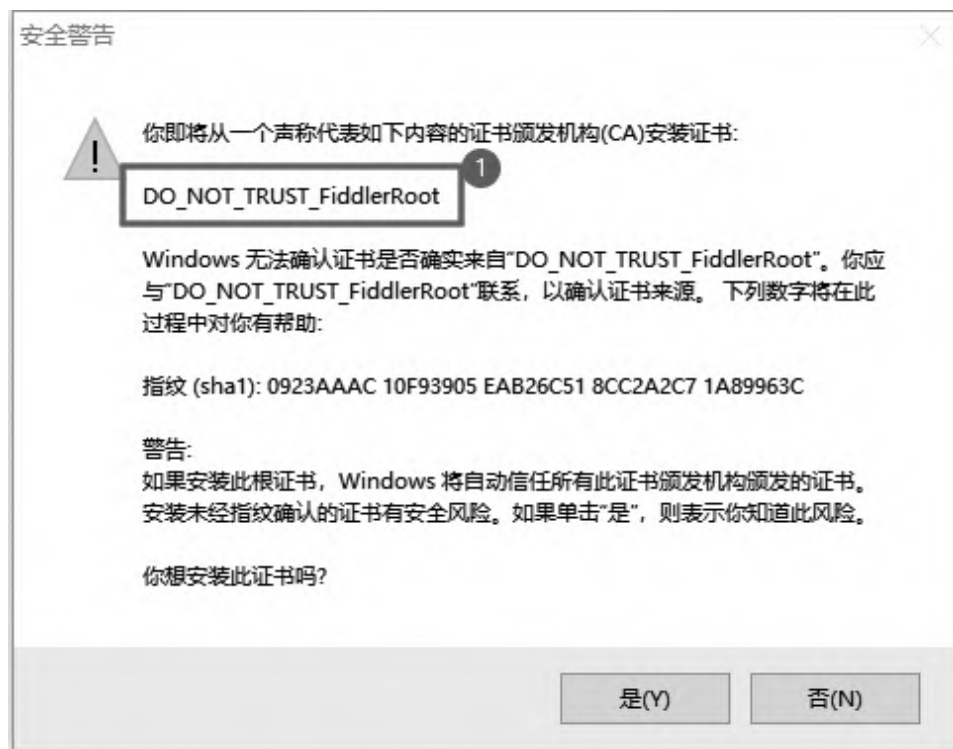 安全警告
你即将从一个声称代表如下内容的证书颁发机构(CA)安装证书:
1
DO_NOT_TRUST_FiddlerRoot
Windows 无法确认证书是否确实来自“DO_NOT_TRUST_FiddlerRoot”。你应
与“DO_NOT_TRUST_FiddlerRoot”联系，以确认证书来源。 下列数字将在此
过程中对你有帮助:
指纹 (sha1): 0923AAAC 10F93905 EAB26C51 8CC2A2C7 1A89963C
警告:
如果安装此根证书，Windows 将自动信任所有此证书颁发机构颁发的证书。
安装未经指纹确认的证书有安全风险。如果单击“是”，则表示你知道此风险。
你想安装此证书吗?
是(Y) 否(N)